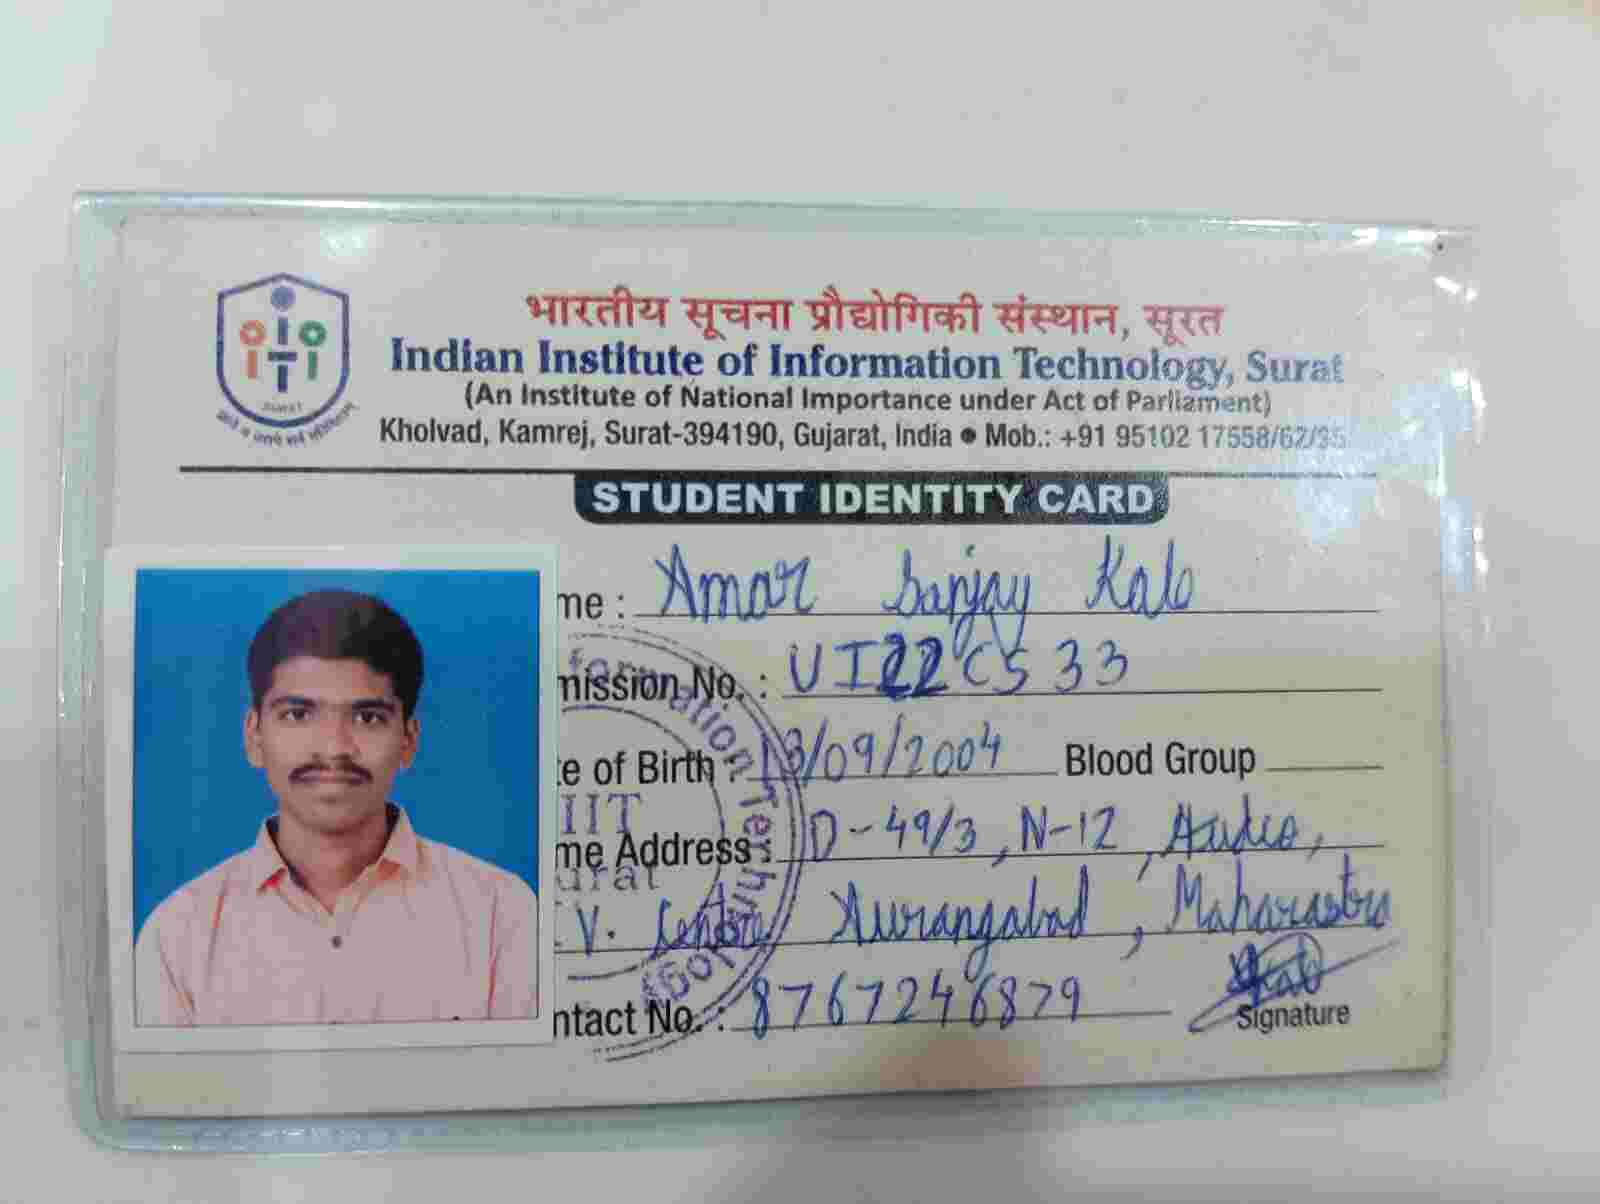 भारतीय सूचना प्रौद्योगिकी संस्थान, सूरत
Indian Institute of Information Technology, Surat
(An Institute of National Importance under Act of Parliament)
Kholvad, Kamrej, Surat-394190, Gujarat, India ● Mob.: +91 95102 17558/62/95
SURAT
STUDENT IDENTITY CARD
me : Amar Sanjay Kale
mission No. : UI22CS33
te of Birth : 13/09/2004 Blood Group
me Address : D-49/3, N-12, Hudco,
T.V. Centre Aurangabad, Maharastra
ntact No. : 8767246879
Signature
formation Technology
IIIT
Surat